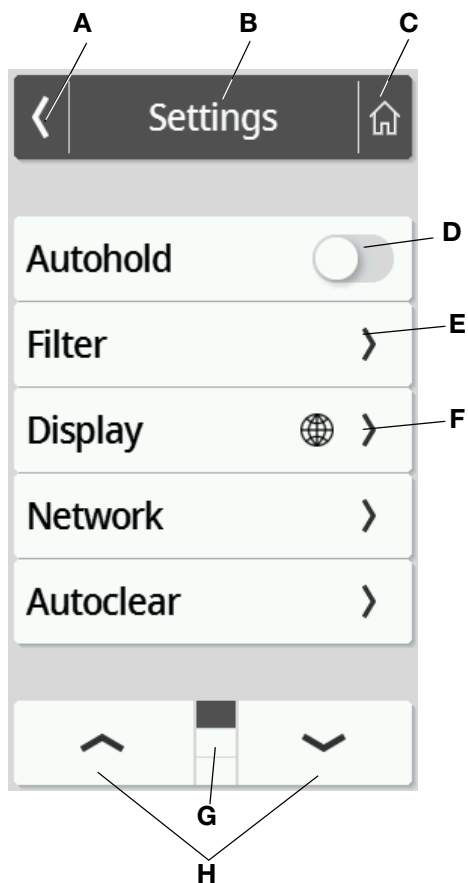 A B C
Settings
Autohold
D
Filter
E
Display
F
Network
Autoclear
G
H